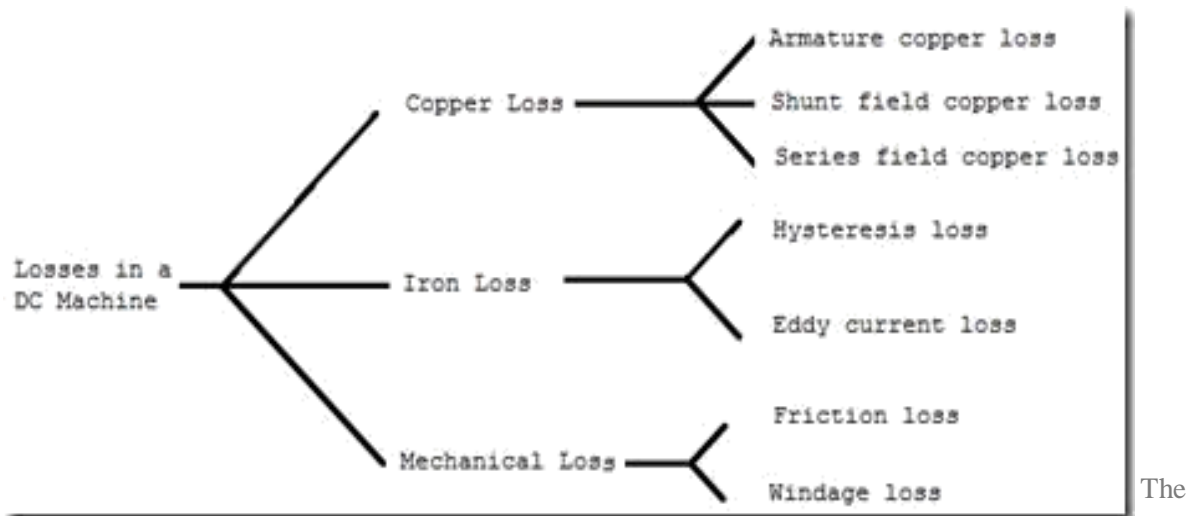 Armature copper loss
Copper Loss
Shunt field copper loss
Series field copper loss
Hysteresis loss
Losses in a
DC Machine
Iron Loss
Eddy current loss
Friction loss
Mechanical Loss
Windage loss
The